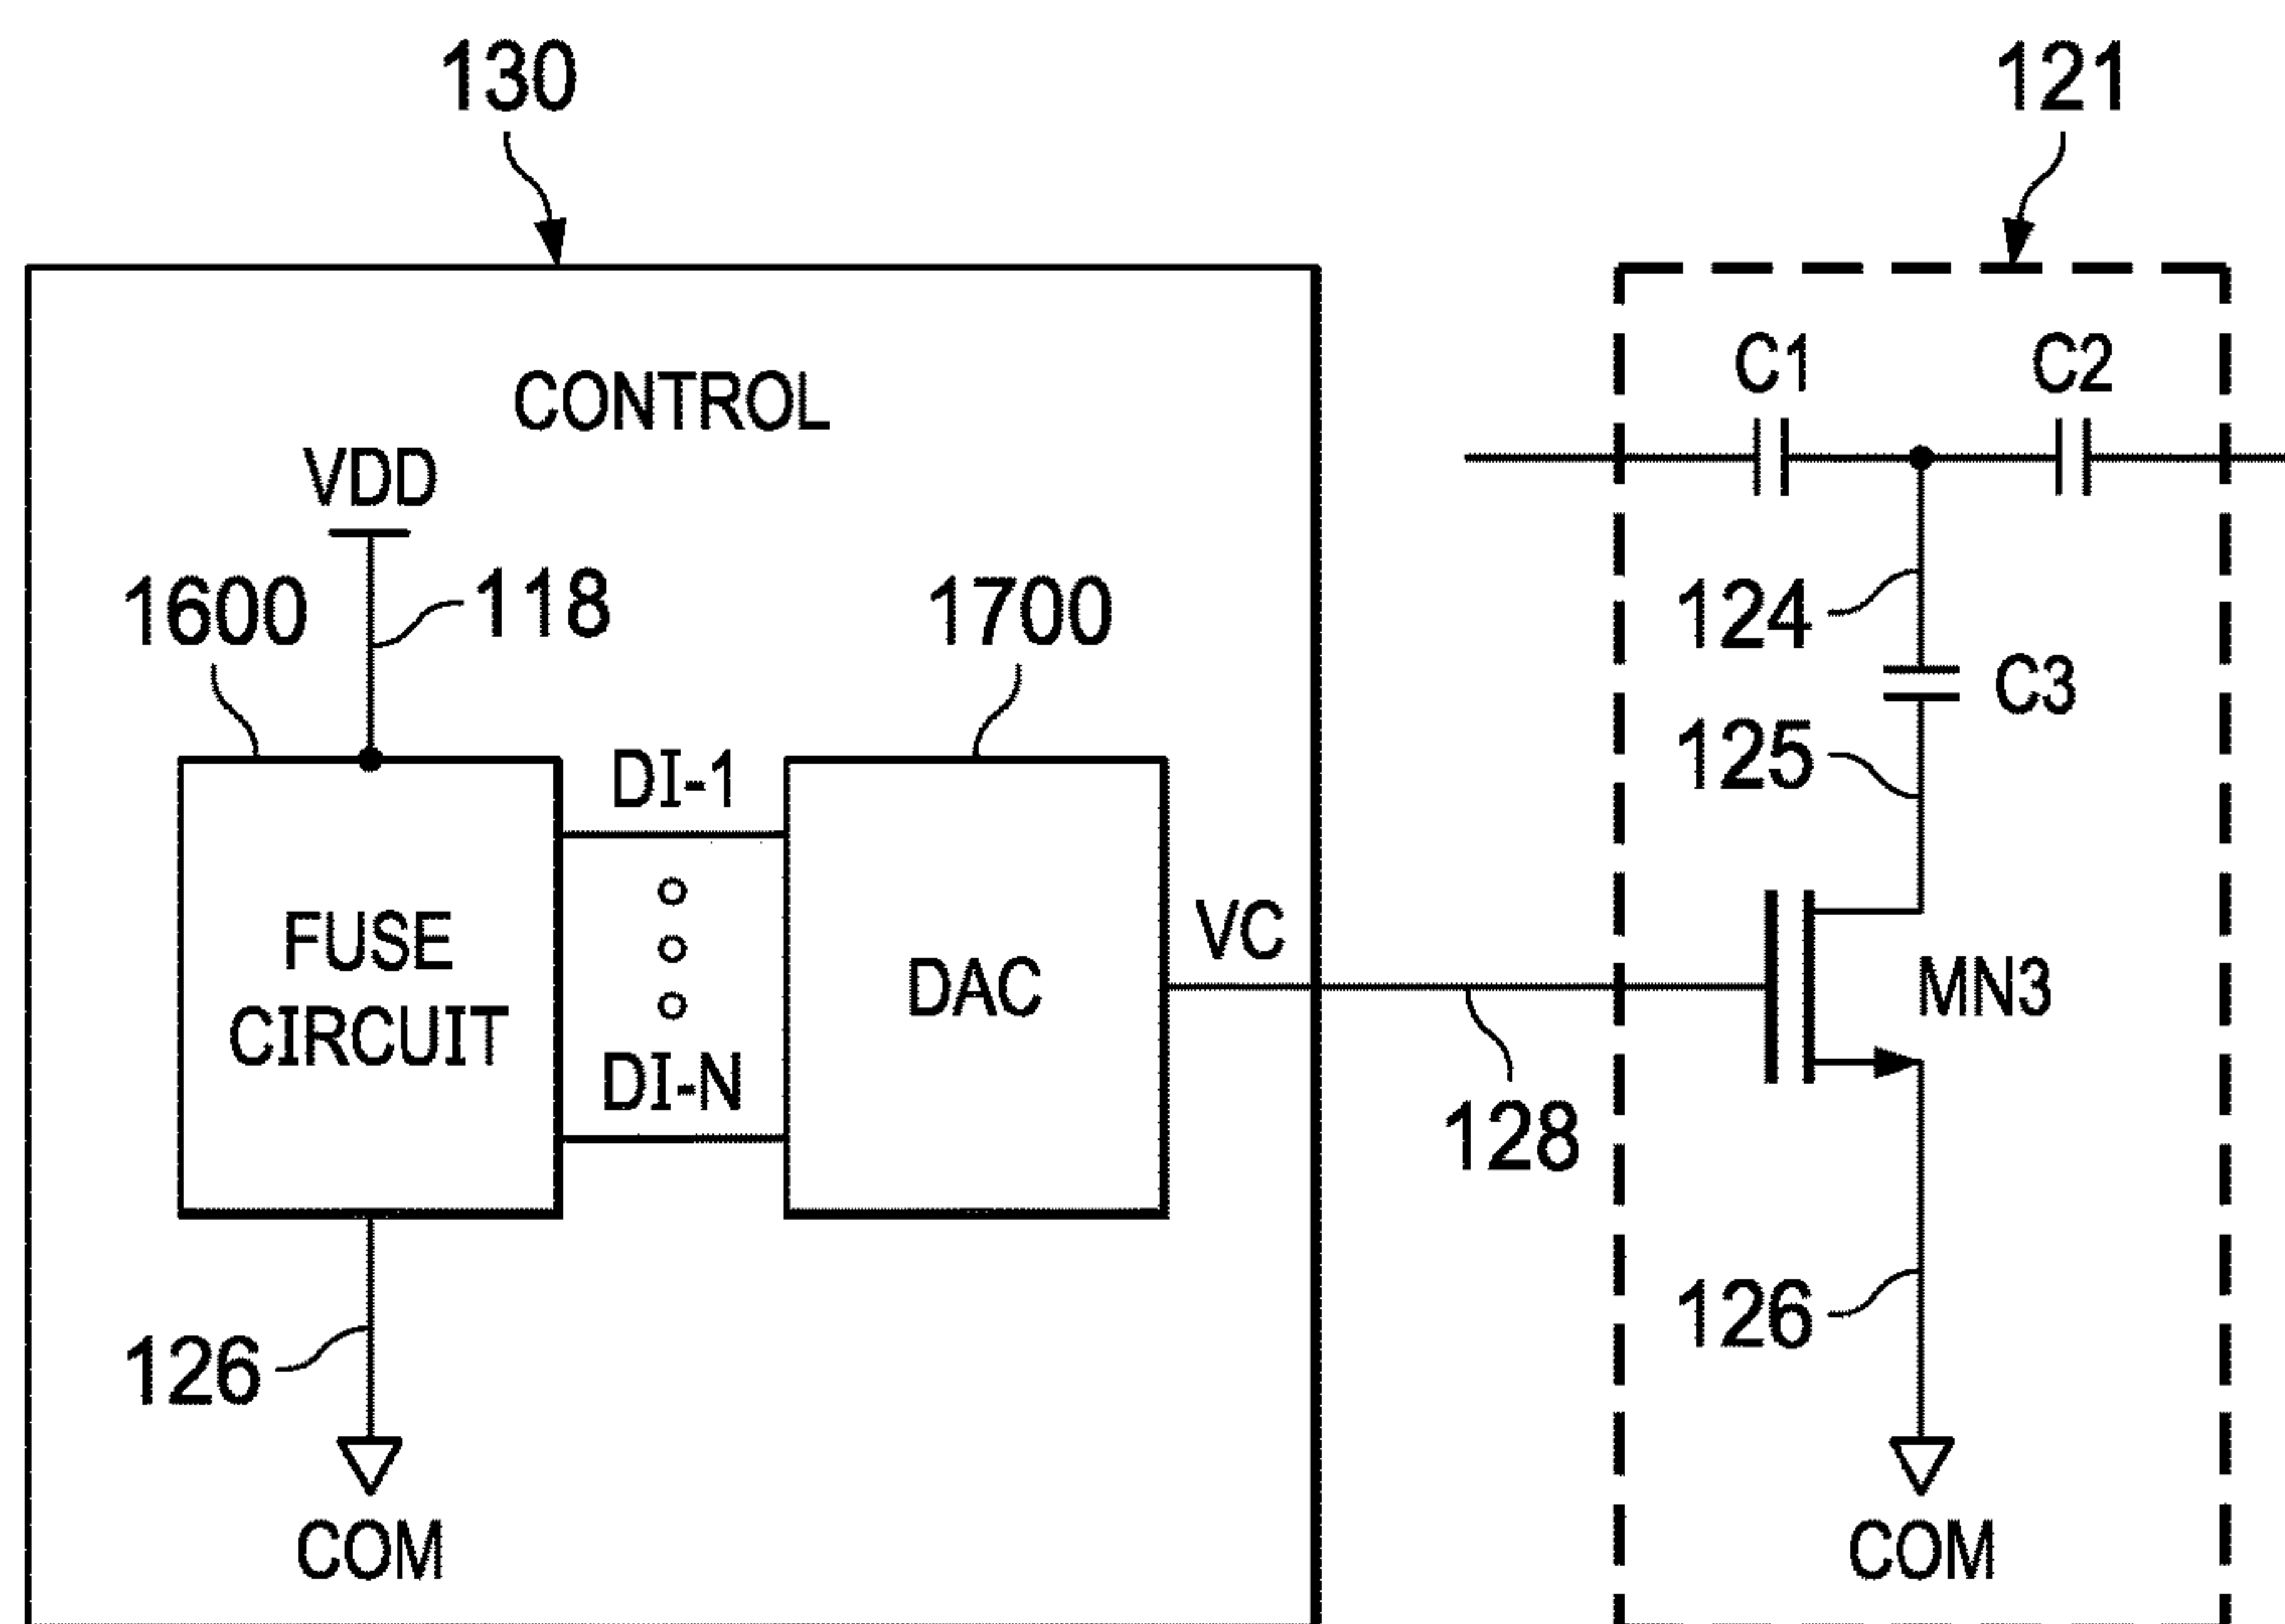 130
121
CONTROL
C1
C2
VDD
1600
118
1700
124
C3
125
DI-1
FUSE
CIRCUIT
DAC
VC
MN3
DI-N
128
126
126
COM
COM